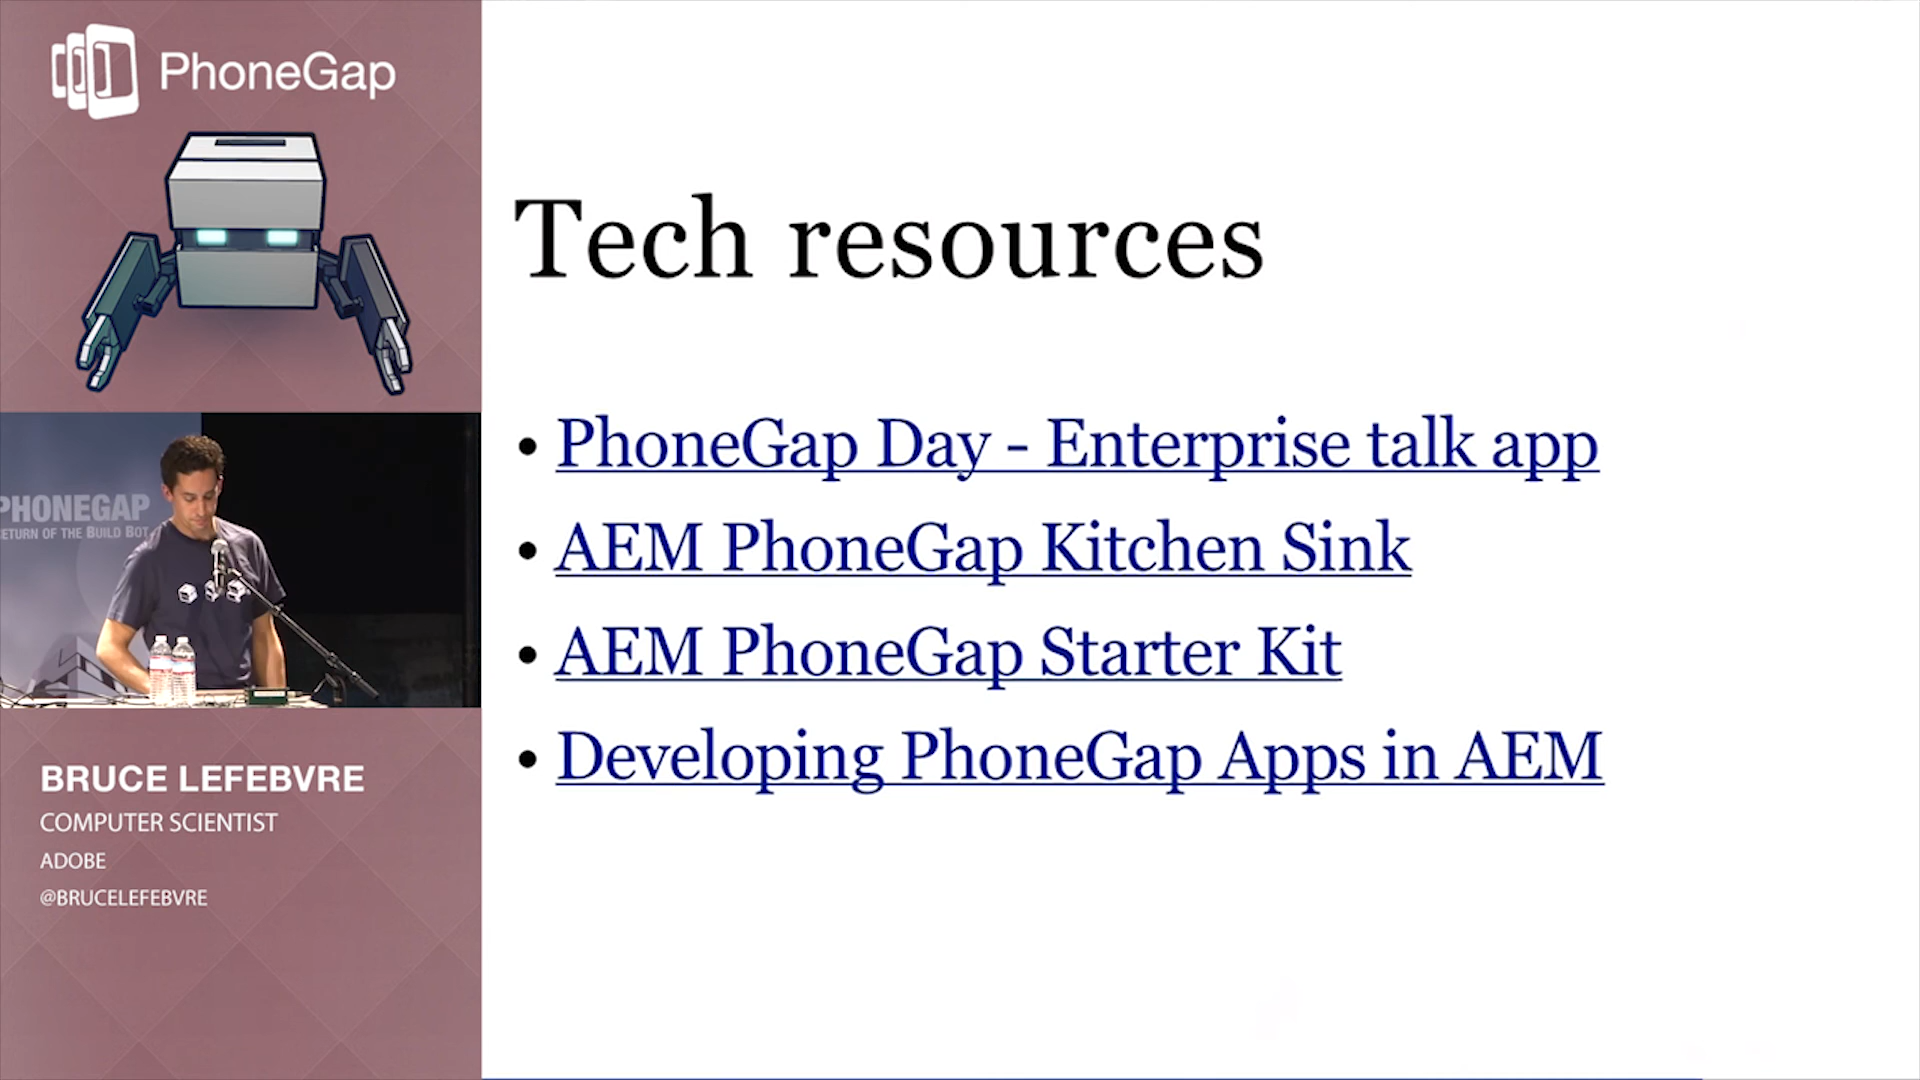 PhoneGap
PHONEGAP
RETURN OF THE BUILD BOT
BRUCE LEFEBVRE
COMPUTER SCIENTIST
ADOBE
@BRUCELEFEBVRE
Tech resources
• PhoneGap Day - Enterprise talk app
• AEM PhoneGap Kitchen Sink
• AEM PhoneGap Starter Kit
• Developing PhoneGap Apps in AEM